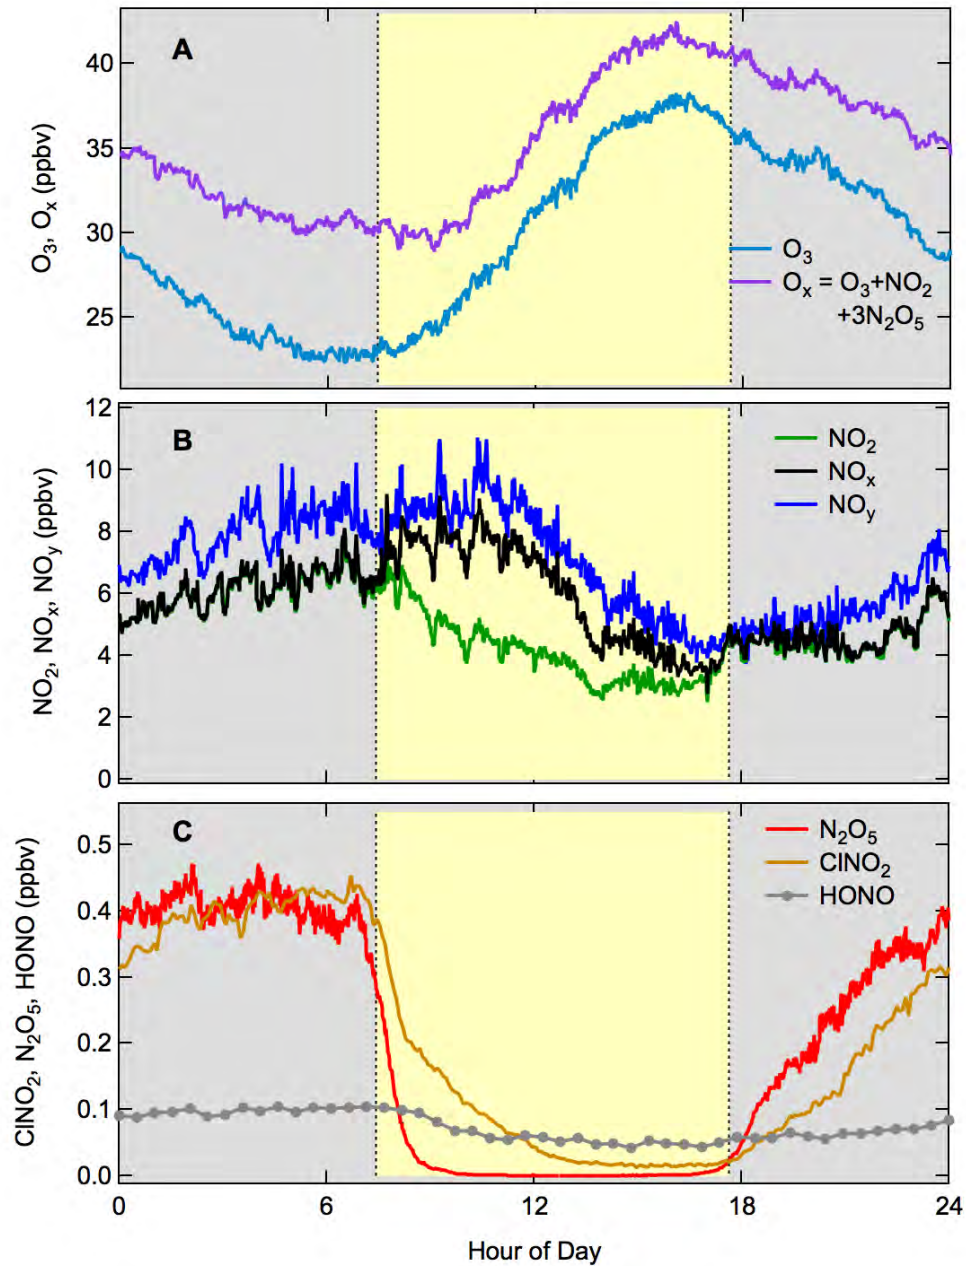 A
O₃, Oₓ (ppbv)
40
35
30
25
O₃
Oₓ = O₃+NO₂
+3N₂O₅
B
NO₂, NOₓ, NOᵧ (ppbv)
12
10
8
6
4
2
0
NO₂
NOₓ
NOᵧ
C
ClNO₂, N₂O₅, HONO (ppbv)
0.5
0.4
0.3
0.2
0.1
0.0
N₂O₅
ClNO₂
HONO
0 6 12 18 24
Hour of Day